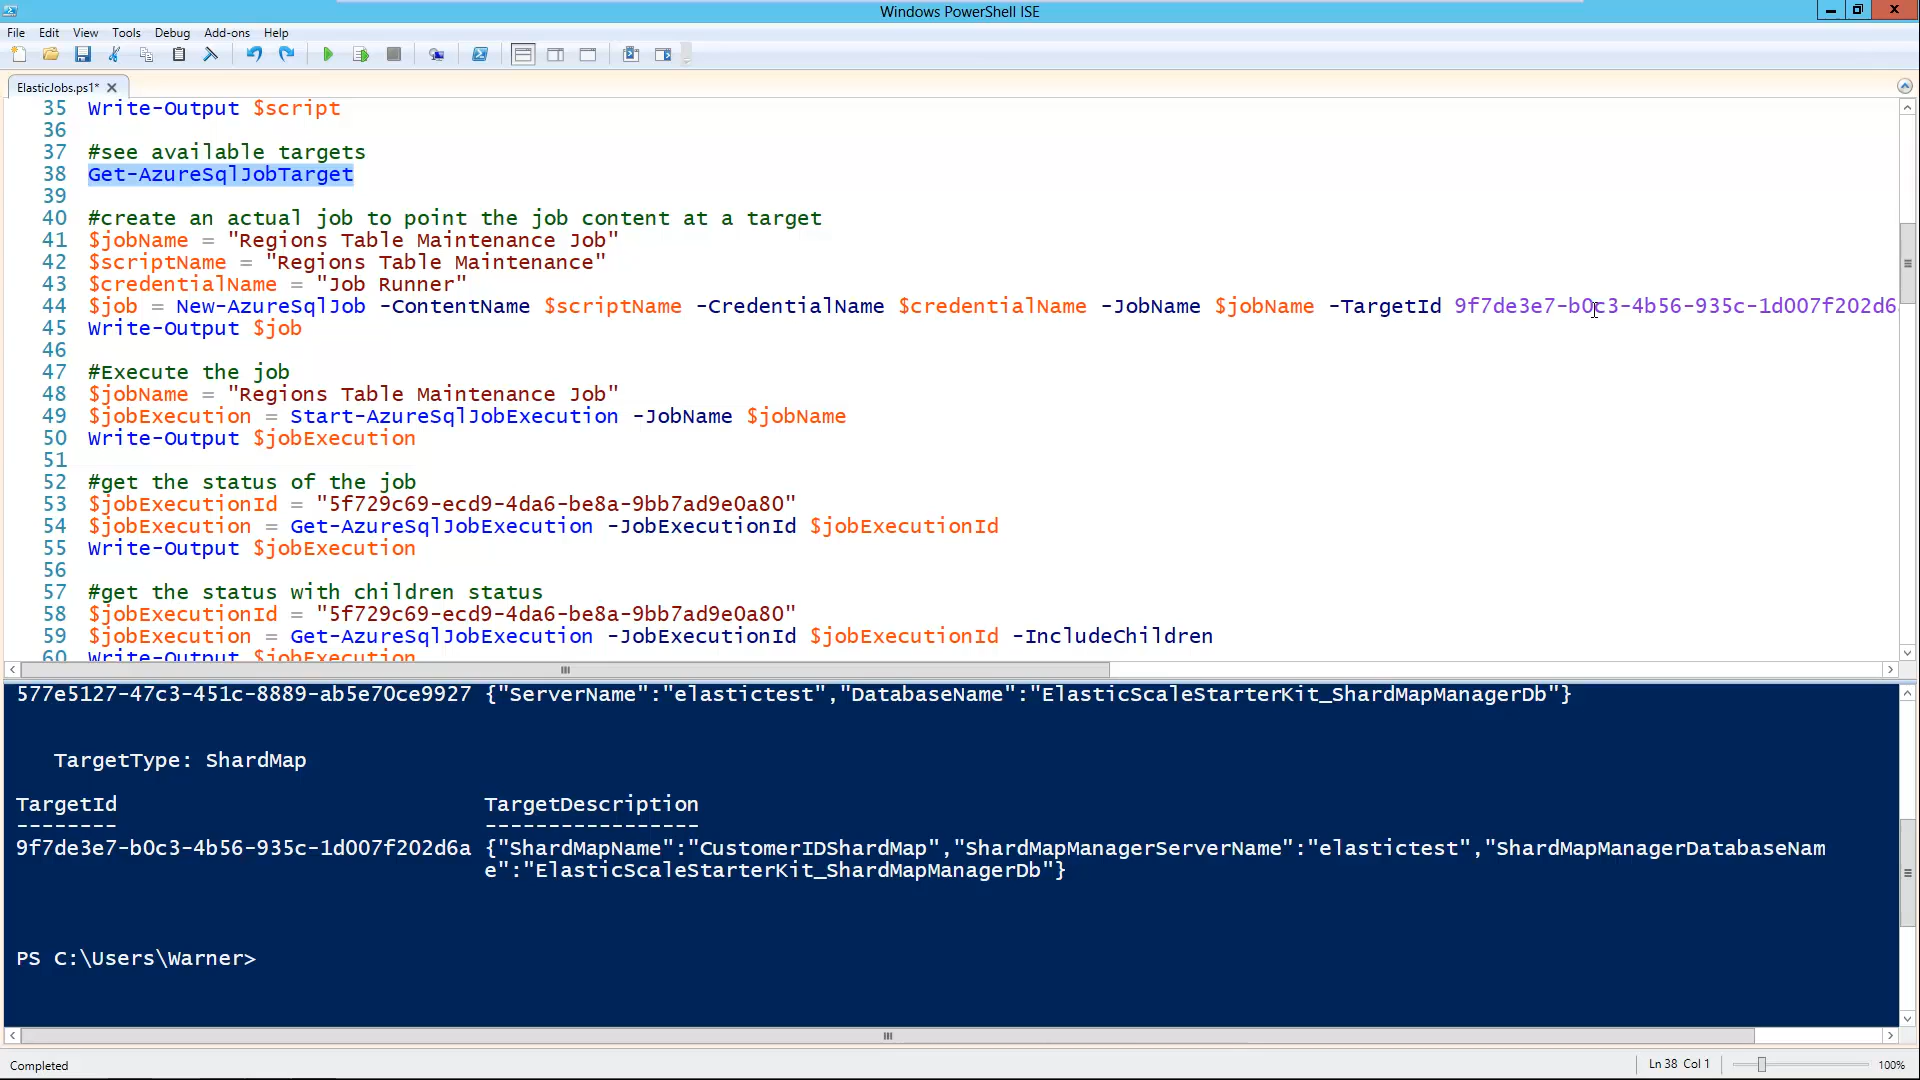 Windows PowerShell ISE
File Edit View Tools Debug Add-ons Help
ElasticJobs.ps1*
35 Write-Output $script
36
37 #see available targets
38 Get-AzureSqlJobTarget
39
40 #create an actual job to point the job content at a target
41 $jobName = "Regions Table Maintenance Job"
42 $scriptName = "Regions Table Maintenance"
43 $credentialName = "Job Runner"
44 $job = New-AzureSqlJob -ContentName $scriptName -CredentialName $credentialName -JobName $jobName -TargetId 9f7de3e7-b0c3-4b56-935c-1d007f202d6
45 Write-Output $job
46
47 #Execute the job
48 $jobName = "Regions Table Maintenance Job"
49 $jobExecution = Start-AzureSqlJobExecution -JobName $jobName
50 Write-Output $jobExecution
51
52 #get the status of the job
53 $jobExecutionId = "5f729c69-ecd9-4da6-be8a-9bb7ad9e0a80"
54 $jobExecution = Get-AzureSqlJobExecution -JobExecutionId $jobExecutionId
55 Write-Output $jobExecution
56
57 #get the status with children status
58 $jobExecutionId = "5f729c69-ecd9-4da6-be8a-9bb7ad9e0a80"
59 $jobExecution = Get-AzureSqlJobExecution -JobExecutionId $jobExecutionId -IncludeChildren
60 Write-Output $jobExecution
577e5127-47c3-451c-8889-ab5e70ce9927 {"ServerName":"elastictest","DatabaseName":"ElasticScaleStarterKit_ShardMapManagerDb"}
TargetType: ShardMap
TargetId TargetDescription
-------- -----------------
9f7de3e7-b0c3-4b56-935c-1d007f202d6a {"ShardMapName":"CustomerIDShardMap","ShardMapManagerServerName":"elastictest","ShardMapManagerDatabaseNam
e":"ElasticScaleStarterKit_ShardMapManagerDb"}
PS C:\Users\Warner>
Completed Ln 38 Col 1 100%